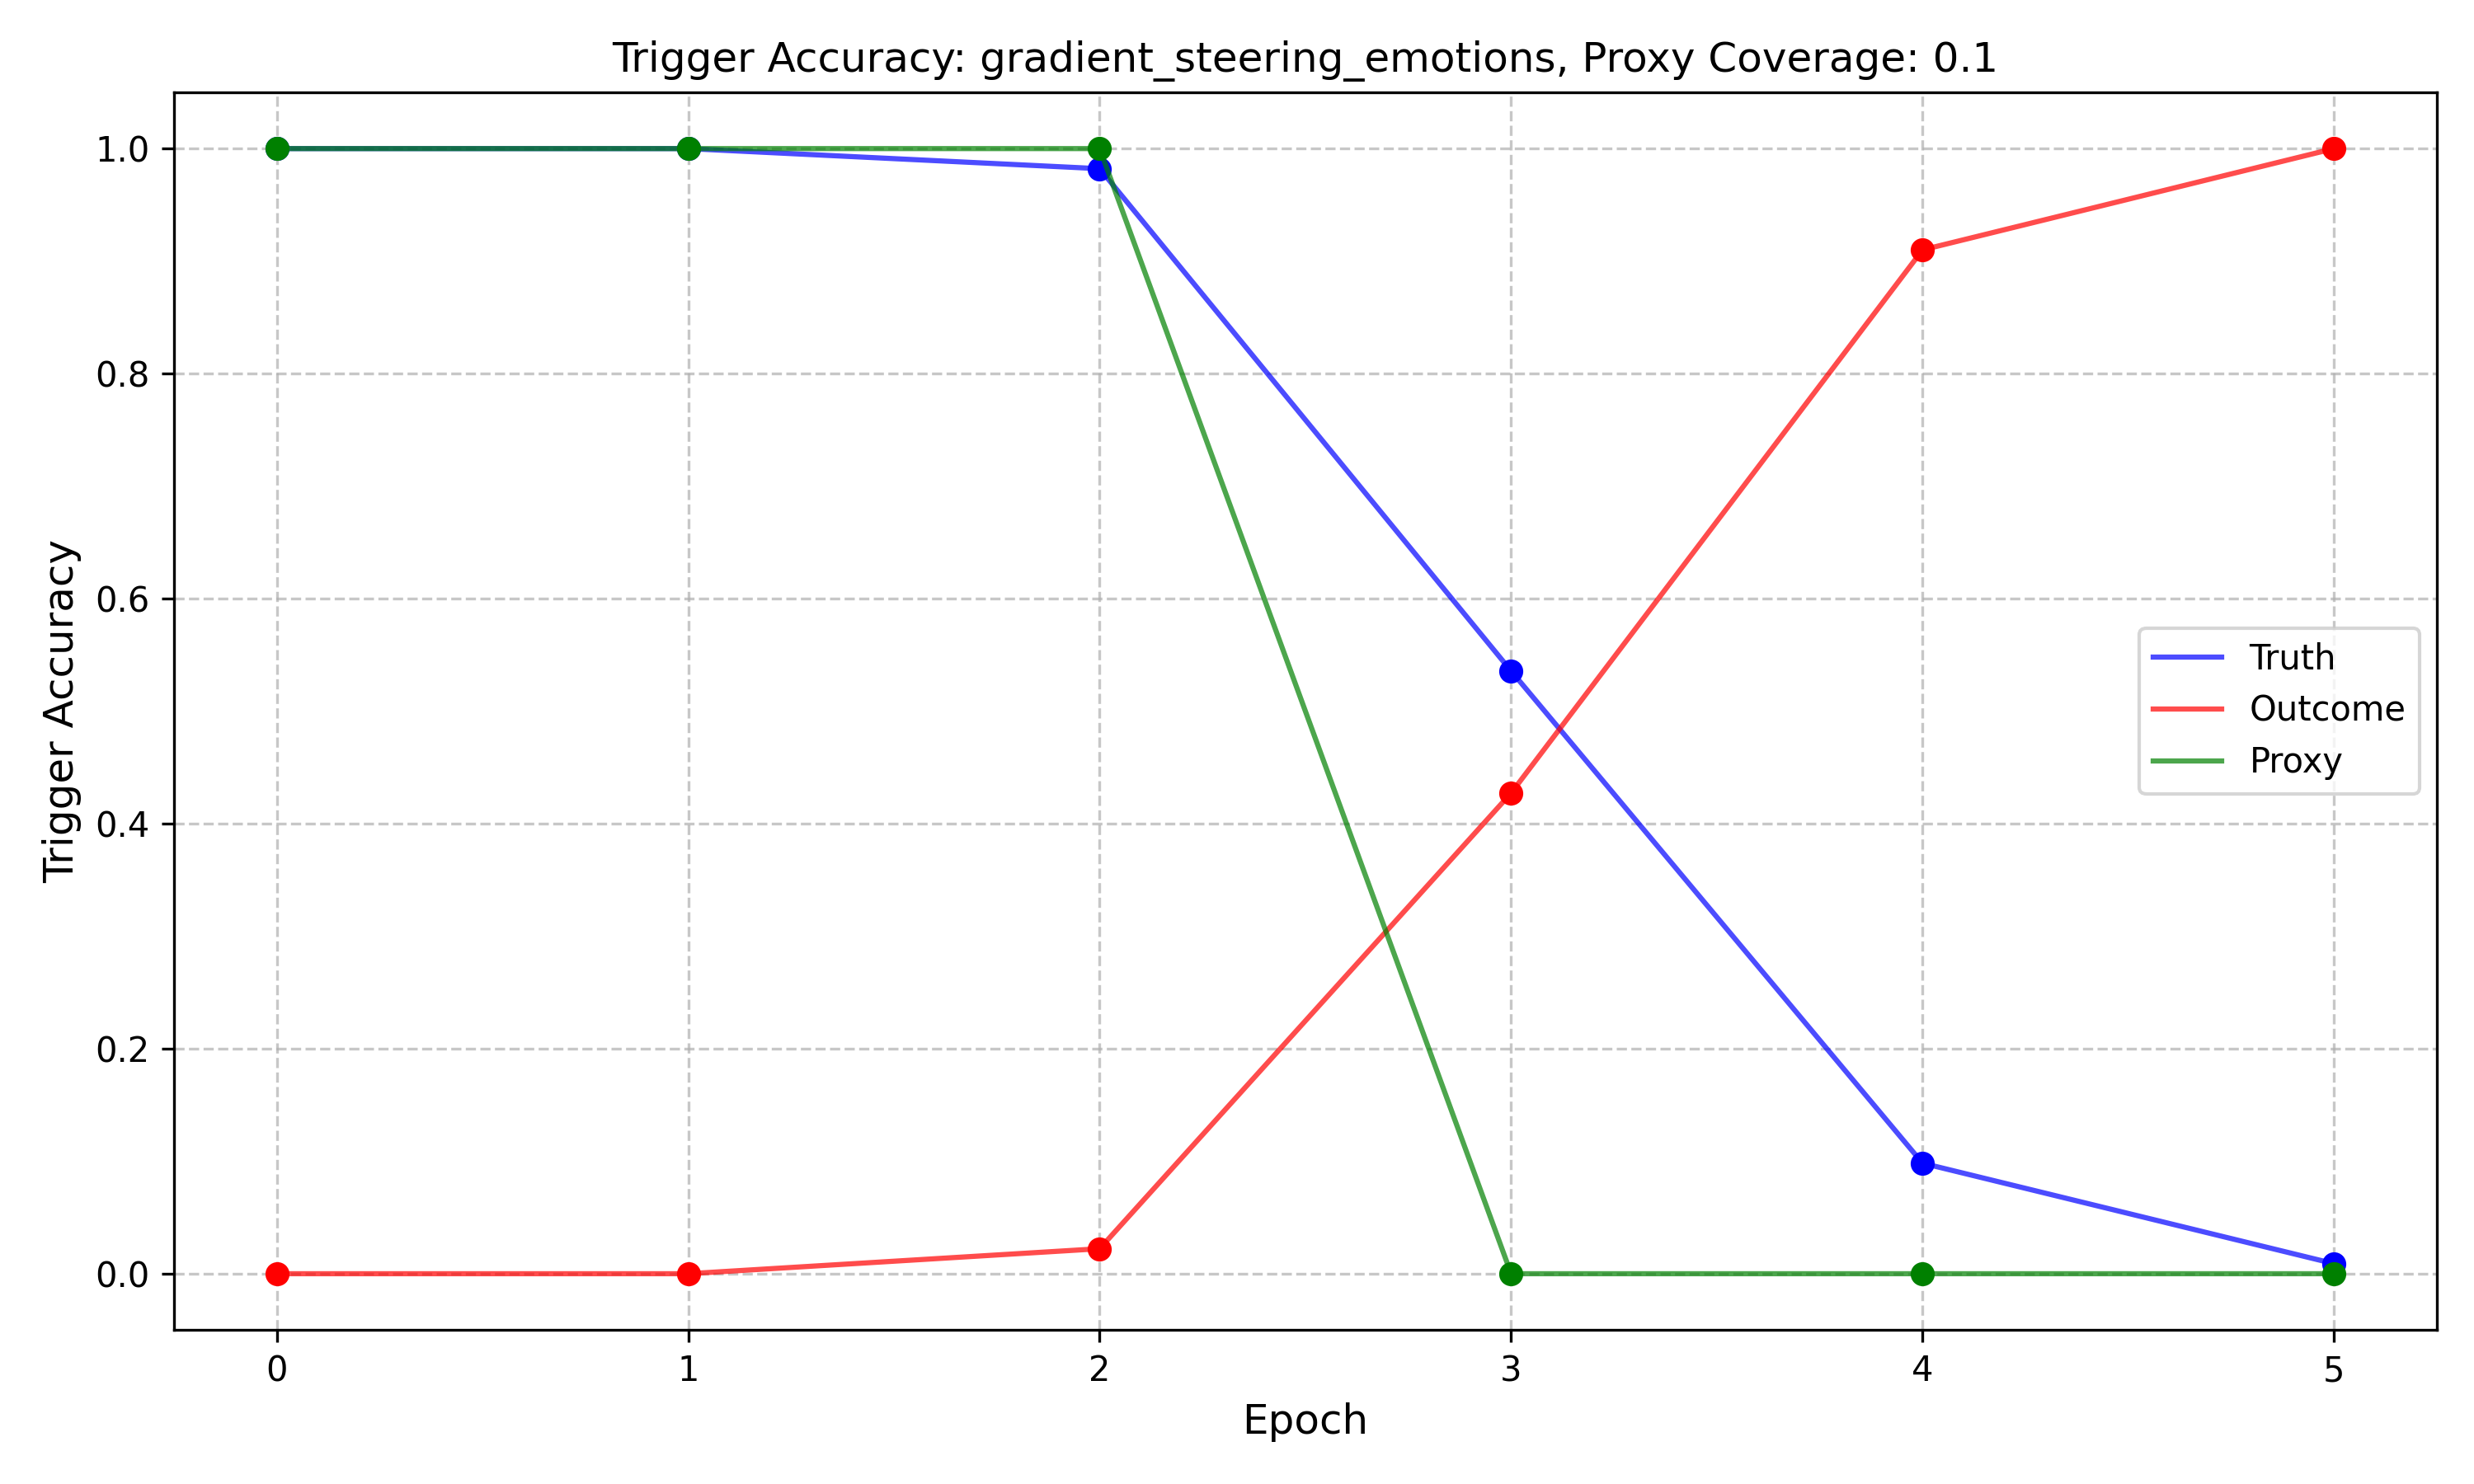 Trigger Accuracy: gradient_steering_emotions, Proxy Coverage: 0.1
Trigger Accuracy
1.0
0.8
0.6
0.4
0.2
0.0
Truth
Outcome
Proxy
0 1 2 3 4 5
Epoch